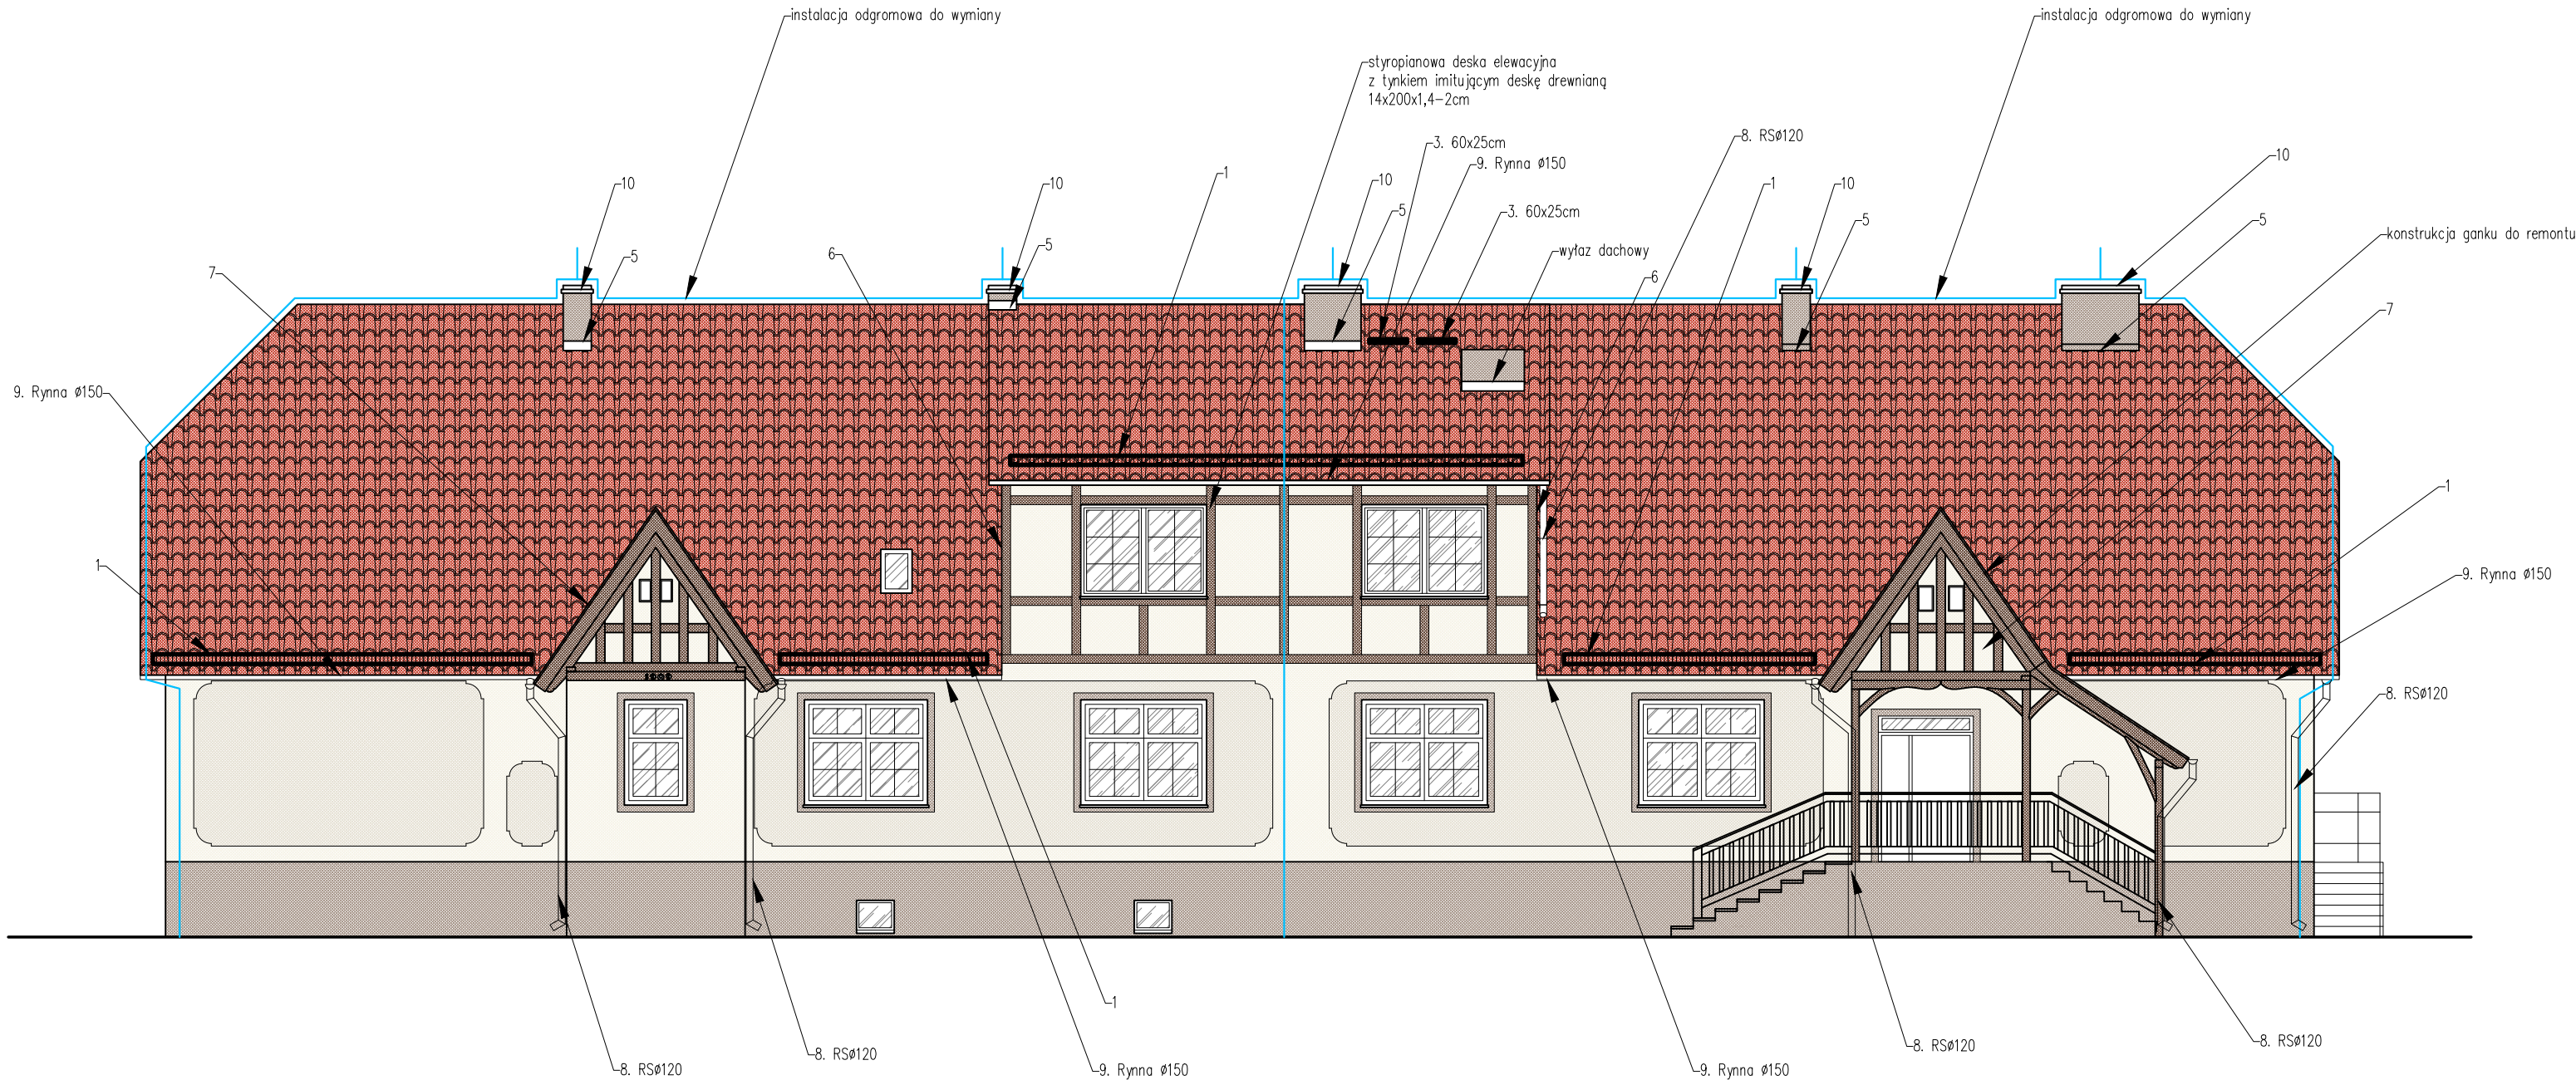 instalacja odgromowa do wymiany
instalacja odgromowa do wymiany
styropianowa deska elewacyjna
z tynkiem imitującym deskę drewnianą
14x200x1,4-2cm
8. RSø120
3. 60x25cm
9. Rynna ø150
10
1
10
10
10
1
10
5
3. 60x25cm
5
5
konstrukcja ganku do remontu
5
wyłaz dachowy
6
5
7
6
7
9. Rynna ø150
1
1
9. Rynna ø150
8. RSø120
1909
1
8. RSø120
8. RSø120
8. RSø120
8. RSø120
9. Rynna ø150
9. Rynna ø150